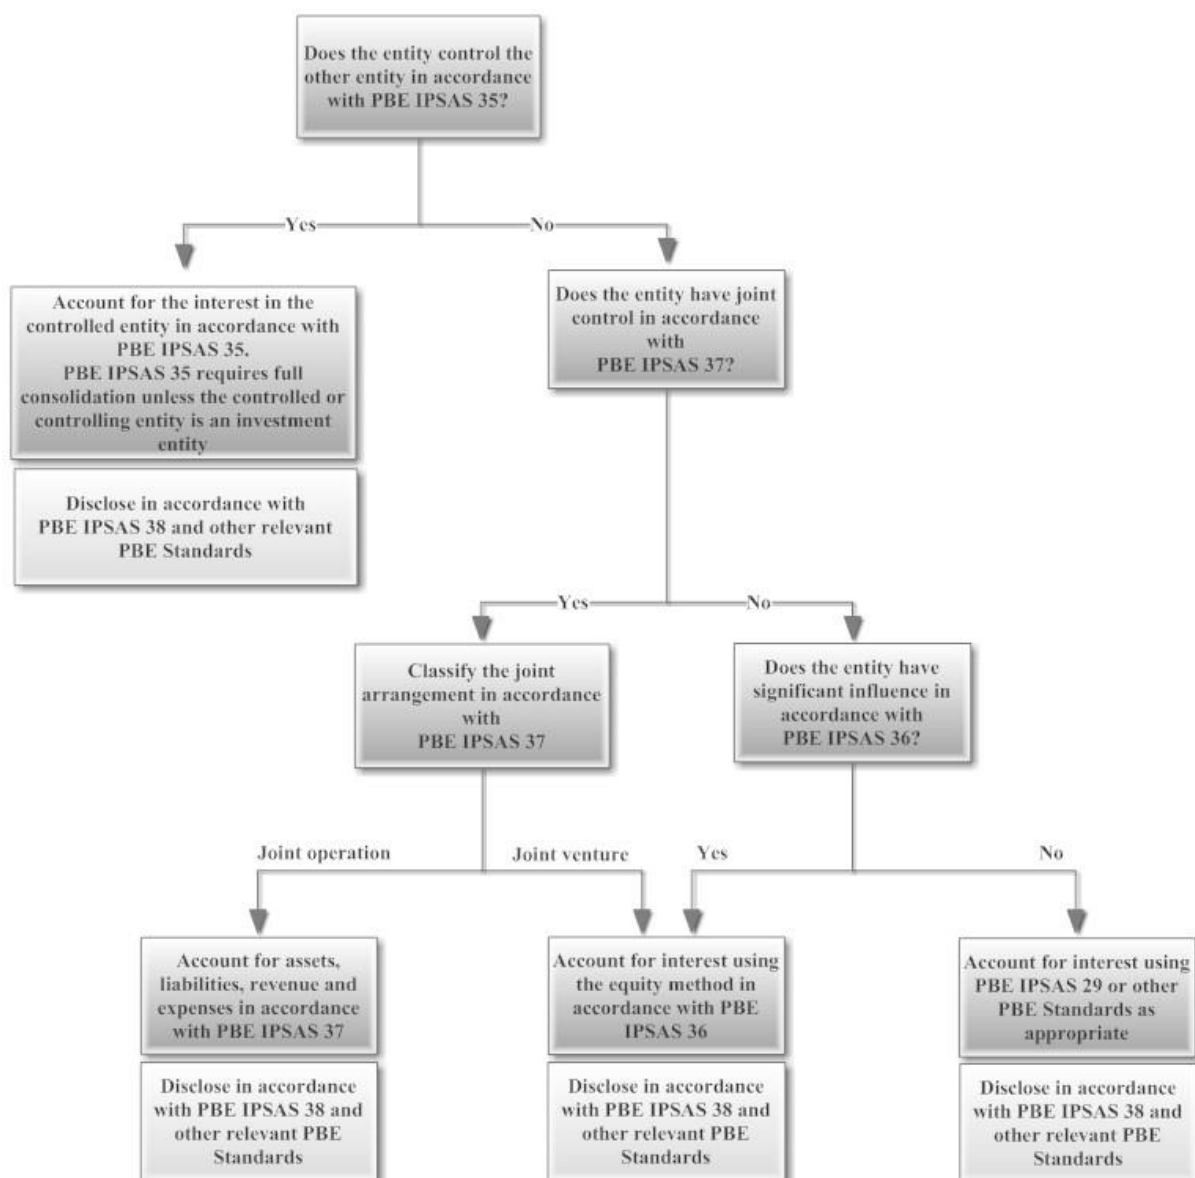 Does the entity control the
other entity in accordance
with PBE IPSAS 35?
Yes
No
Account for the interest in the
controlled entity in accordance with
PBE IPSAS 35.
PBE IPSAS 35 requires full
consolidation unless the controlled or
controlling entity is an investment
entity
Disclose in accordance with
PBE IPSAS 38 and other relevant
PBE Standards
Does the entity have joint
control in accordance
with
PBE IPSAS 37?
Yes
No
Classify the joint
arrangement in accordance
with
PBE IPSAS 37
Does the entity have
significant influence in
accordance with
PBE IPSAS 36?
Joint operation
Joint venture
Yes
No
Account for assets,
liabilities, revenue and
expenses in accordance
with PBE IPSAS 37
Disclose in accordance
with PBE IPSAS 38 and
other relevant PBE
Standards
Account for interest using
the equity method in
accordance with PBE
IPSAS 36
Disclose in accordance
with PBE IPSAS 38 and
other relevant PBE
Standards
Account for interest using
PBE IPSAS 29 or other
PBE Standards as
appropriate
Disclose in accordance
with PBE IPSAS 38 and
other relevant PBE
Standards